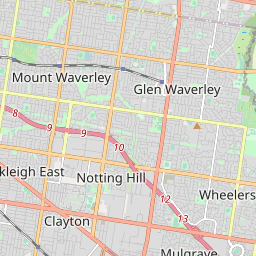 Mount Waverley
Glen Waverley
8
9
9
10
kleigh East
Notting Hill
12
Wheelers
Clayton
13
Mulgrave